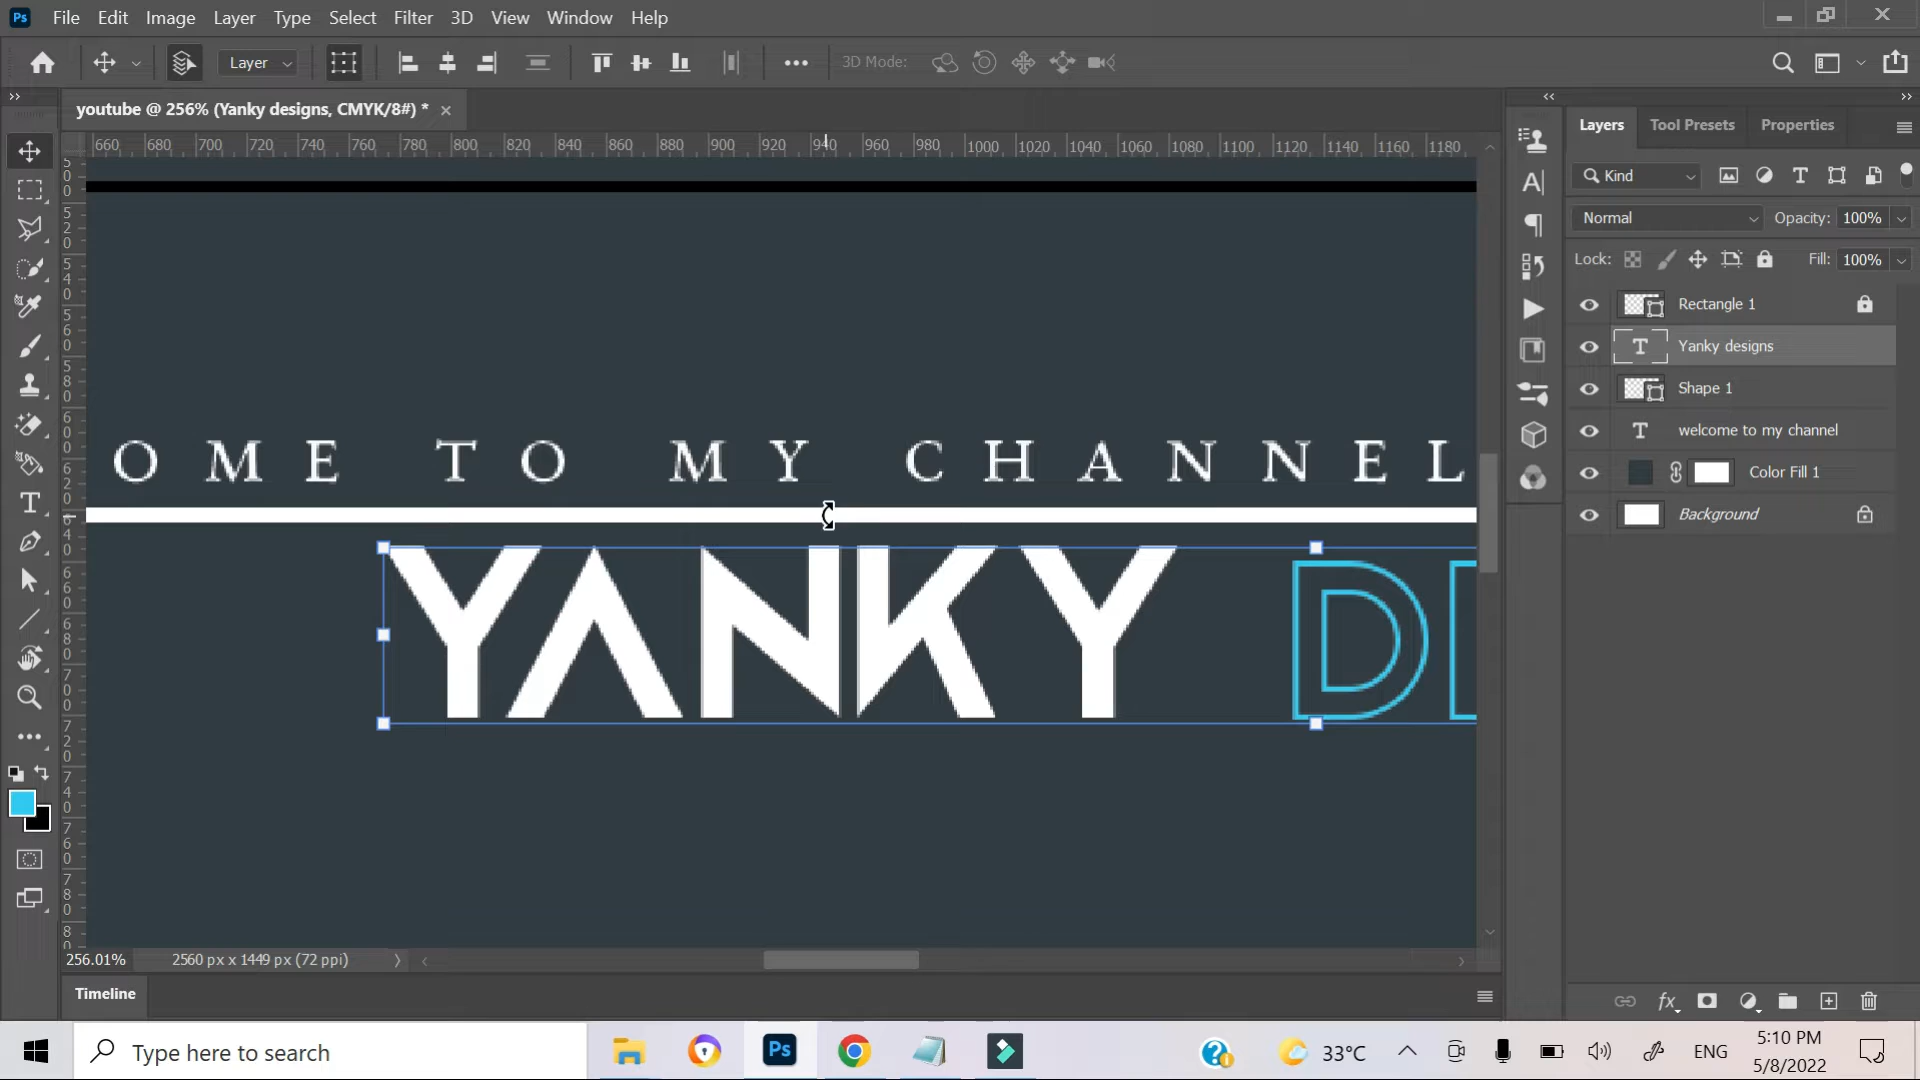 Ps File Edit Image Layer Type Select Filter 3D View Window Help
Layer 3D Mode:
youtube @ 256% (Yanky designs, CMYK/8#) *
660 680 700 720 740 760 780 800 820 840 860 880 900 920 940 960 980 1000 1020 1040 1060 1080 1100 1120 1140 1160 1180
OME TO MY CHANNEL
YANKY D
256.01% 2560 px x 1449 px (72 ppi)
Timeline
Layers Tool Presets Properties
Kind
Normal Opacity: 100%
Lock: Fill: 100%
Rectangle 1
Yanky designs
Shape 1
welcome to my channel
Color Fill 1
Background
Type here to search
Ps
33°C
ENG
5:10 PM
5/8/2022